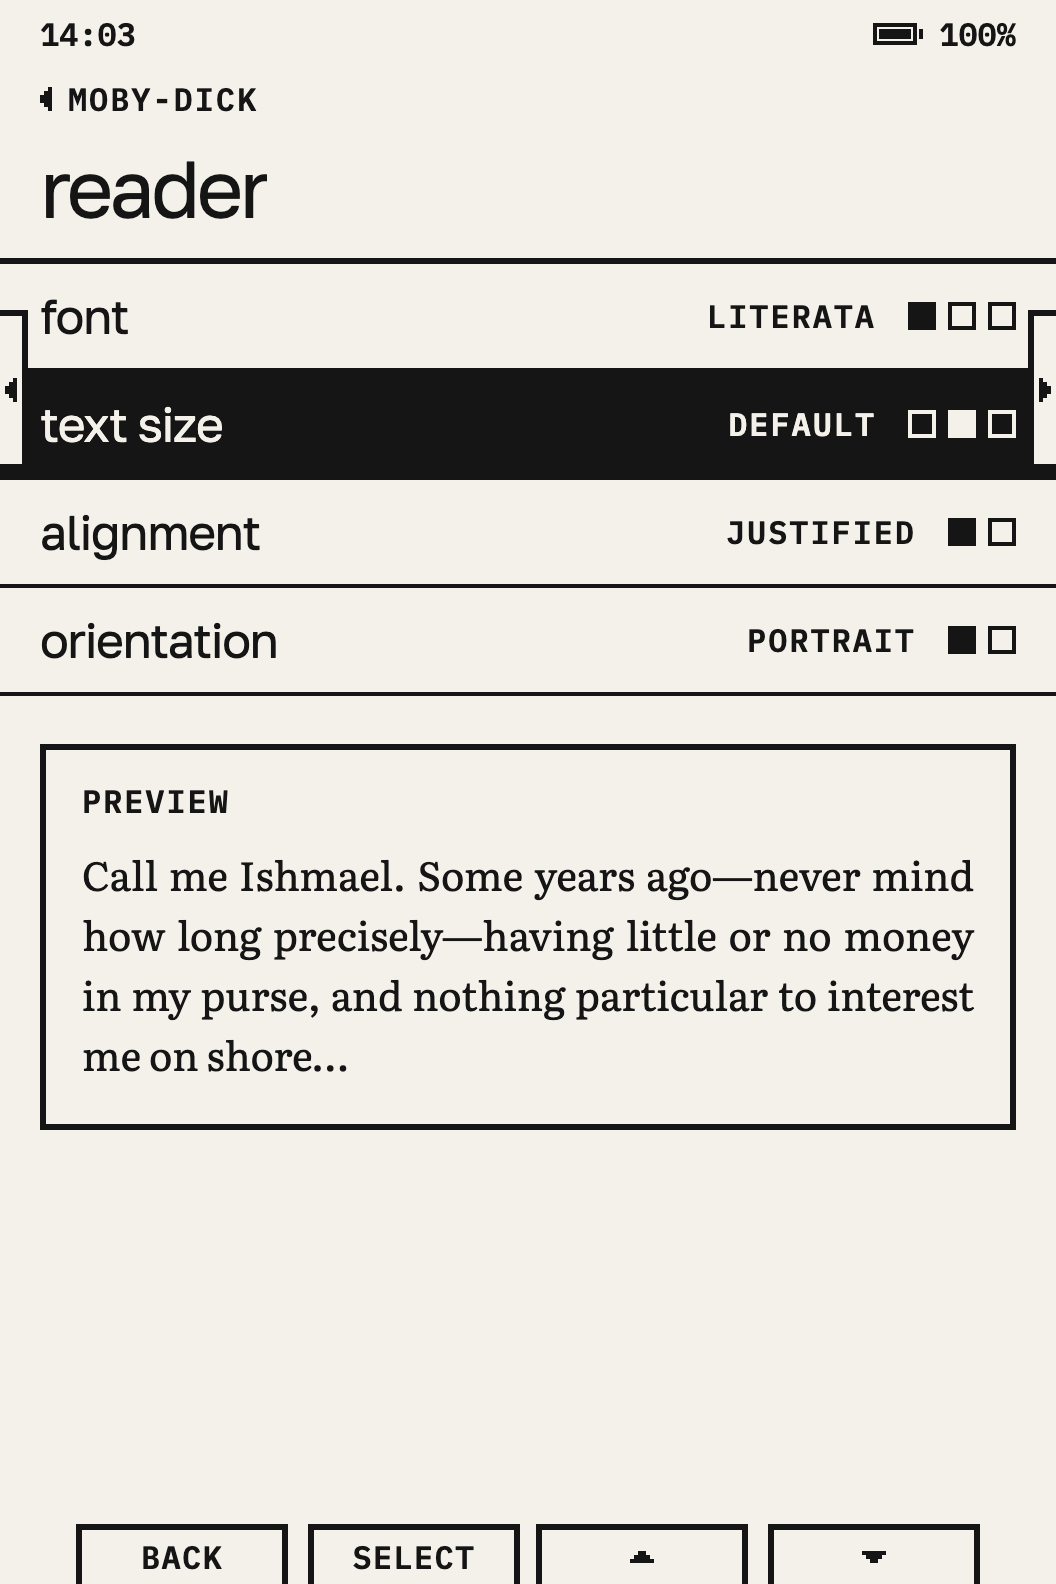 14:03 100%
MOBY-DICK
reader
font LITERATA
text size DEFAULT
alignment JUSTIFIED
orientation PORTRAIT
PREVIEW
Call me Ishmael. Some years ago—never mind
how long precisely—having little or no money
in my purse, and nothing particular to interest
me on shore…
BACK SELECT